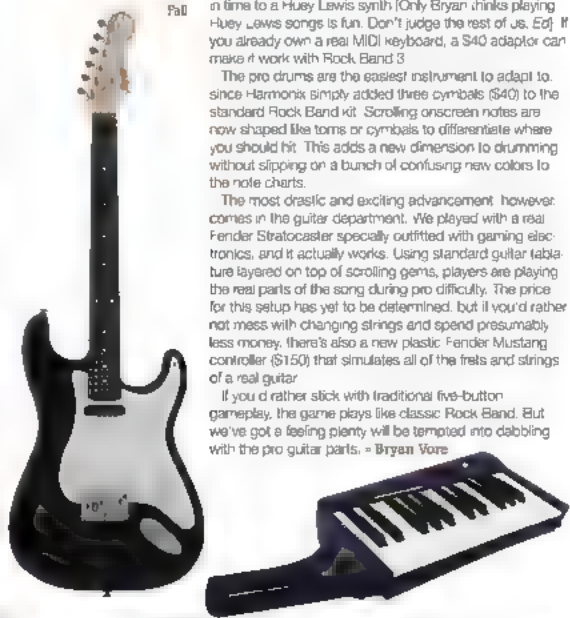 Fall
in time to a Huey Lewis synth [Only Bryan thinks playing
Huey Lewis songs is fun. Don't judge the rest of us. Ed]. If
you already own a real MIDI keyboard, a $40 adaptor can
make it work with Rock Band 3
The pro drums are the easiest instrument to adapt to,
since Harmonix simply added three cymbals ($40) to the
standard Rock Band kit. Scrolling onscreen notes are
now shaped like toms or cymbals to differentiate where
you should hit. This adds a new dimension to drumming
without slipping on a bunch of confusing new colors to
the note charts.
The most drastic and exciting advancement, however,
comes in the guitar department. We played with a real
Fender Stratocaster specially outfitted with gaming elec-
tronics, and it actually works. Using standard guitar tabla-
ture layered on top of scrolling gems, players are playing
the real parts of the song during pro difficulty. The price
for this setup has yet to be determined, but if you'd rather
not mess with changing strings and spend presumably
less money, there's also a new plastic Fender Mustang
controller ($150) that simulates all of the frets and strings
of a real guitar
If you'd rather stick with traditional five-button
gameplay, the game plays like classic Rock Band. But
we've got a feeling plenty will be tempted into dabbling
with the pro guitar parts. » Bryan Vore